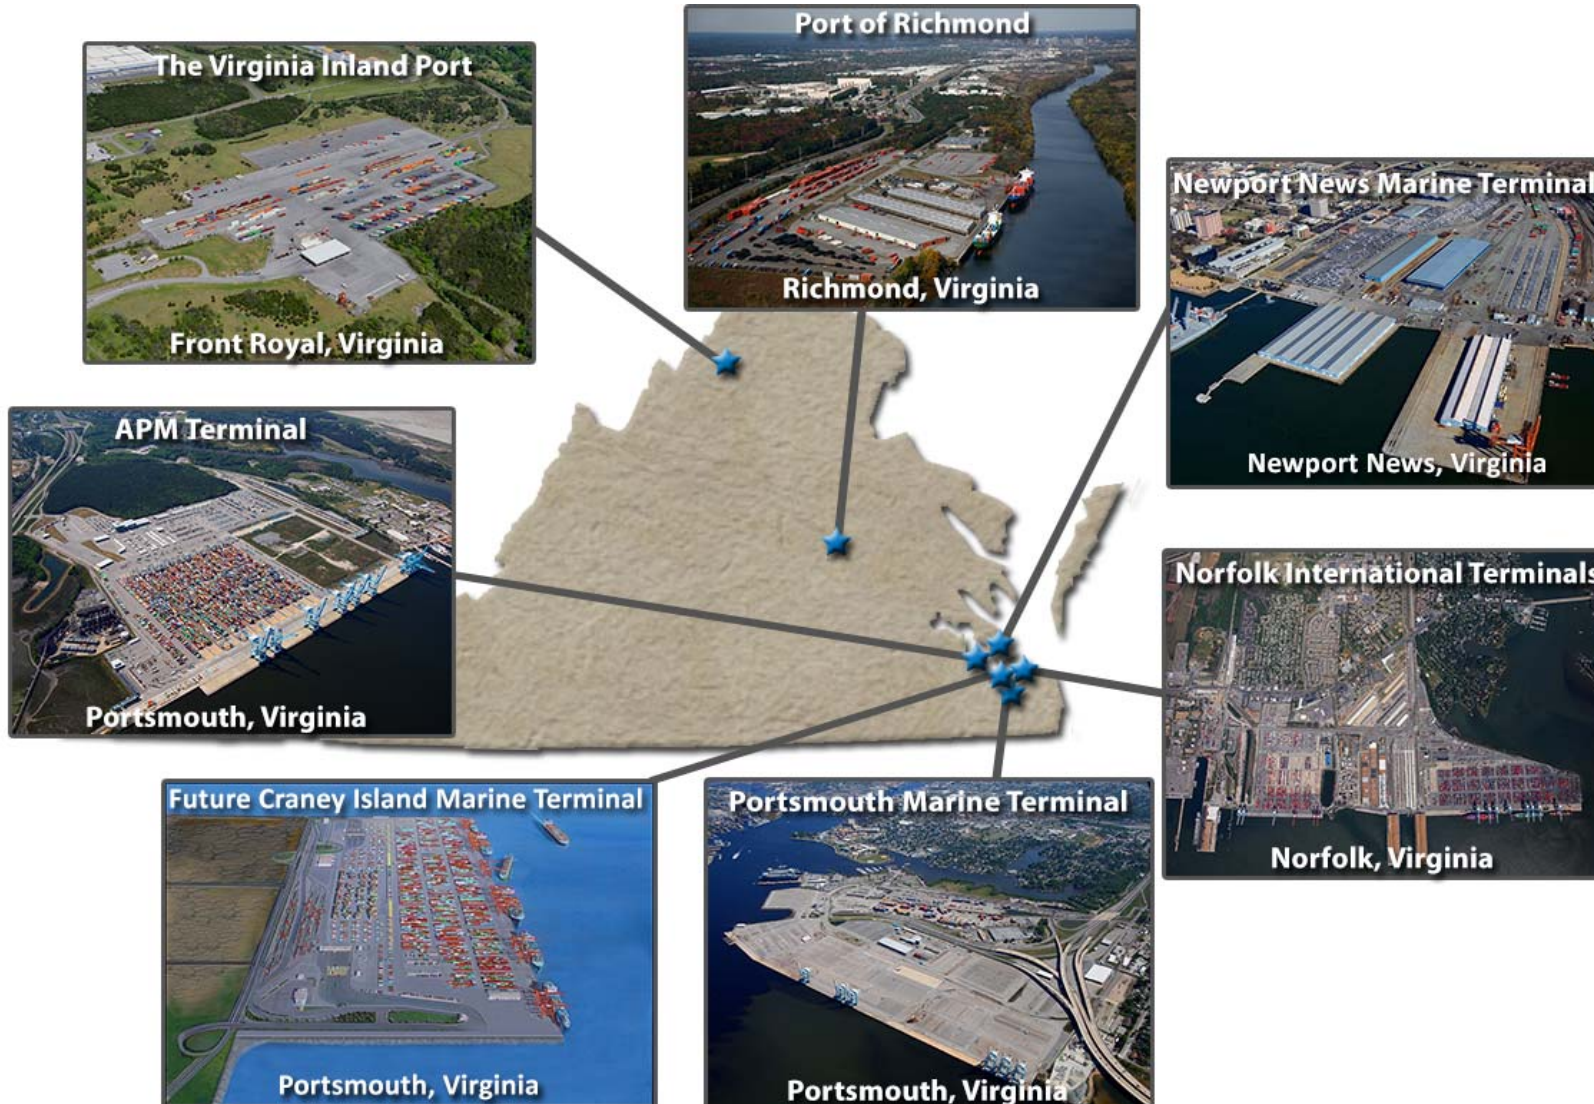 Port of Richmond
Richmond, Virginia
The Virginia Inland Port
Front Royal, Virginia
Newport News Marine Terminal
Newport News, Virginia
APM Terminal
Portsmouth, Virginia
Norfolk International Terminals
Norfolk, Virginia
Future Craney Island Marine Terminal
Portsmouth, Virginia
Portsmouth Marine Terminal
Portsmouth, Virginia